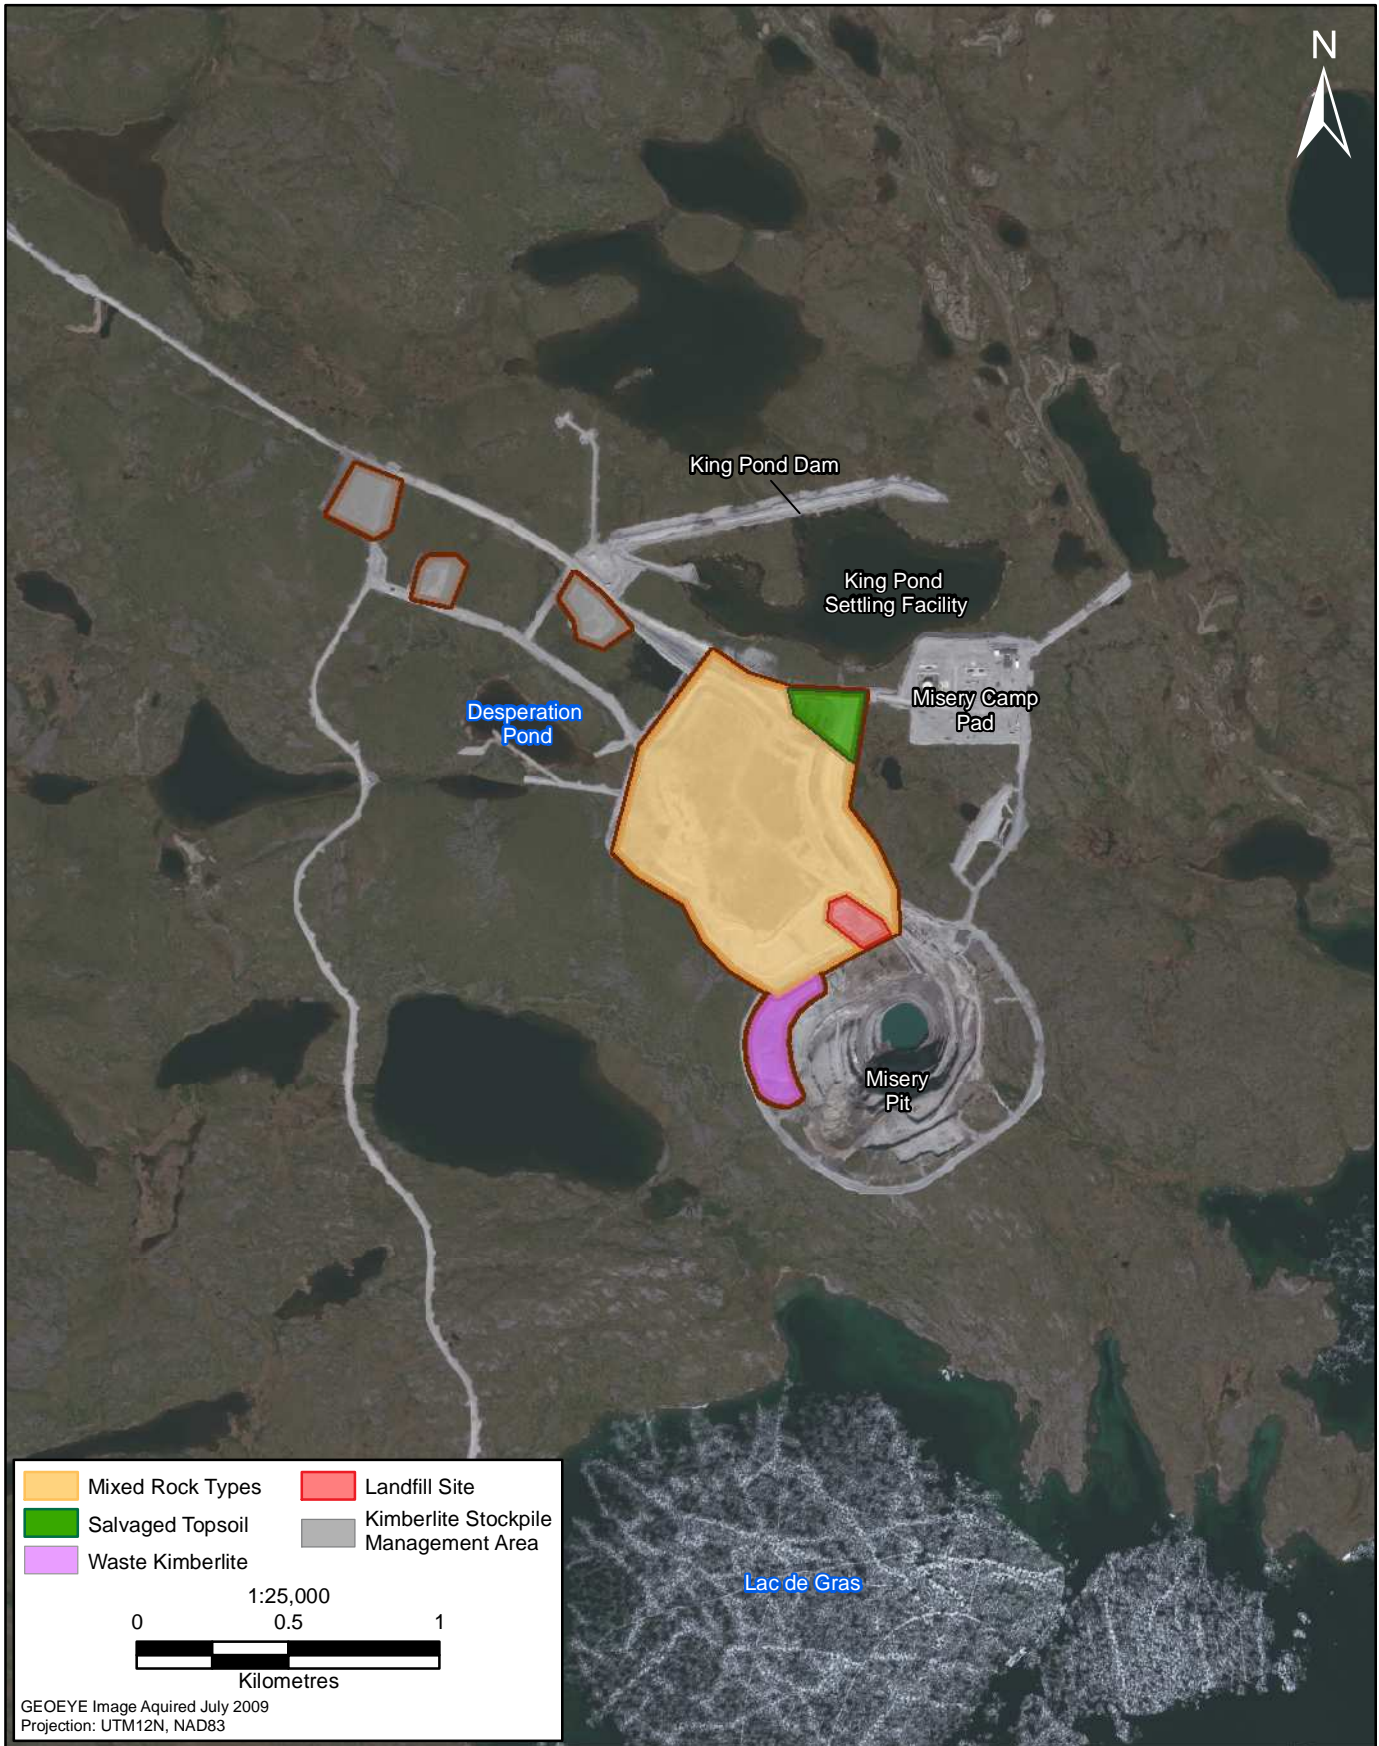 N
King Pond Dam
King Pond
Settling Facility
Misery Camp
Pad
Desperation
Pond
Misery
Pit
Lac de Gras
Mixed Rock Types
Salvaged Topsoil
Waste Kimberlite
Landfill Site
Kimberlite Stockpile
Management Area
1:25,000
0 0.5 1
Kilometres
GEOEYE Image Aquired July 2009
Projection: UTM12N, NAD83